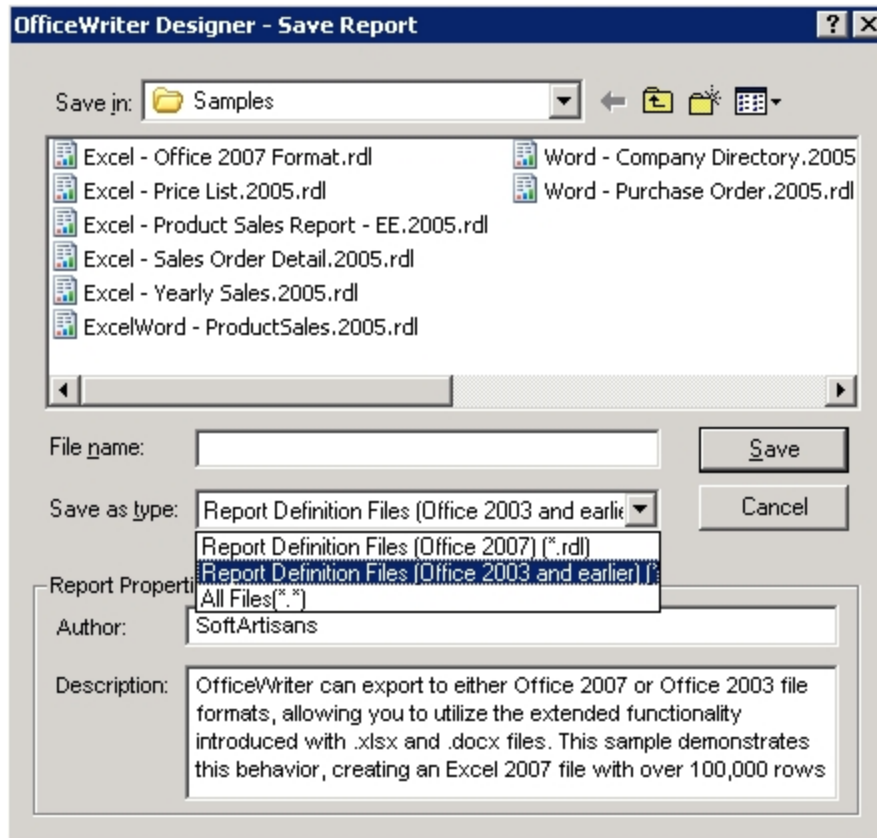 OfficeWriter Designer - Save Report
Save in:
Samples
Excel - Office 2007 Format.rdl
Excel - Price List.2005.rdl
Excel - Product Sales Report - EE.2005.rdl
Excel - Sales Order Detail.2005.rdl
Excel - Yearly Sales.2005.rdl
ExcelWord - ProductSales.2005.rdl
Word - Company Directory.2005
Word - Purchase Order.2005.rdl
File name:
Save
Save as type:
Report Definition Files (Office 2003 and earlie
Cancel
Report Definition Files (Office 2007) (*.rdl)
Report Definition Files (Office 2003 and earlier) (*
All Files(*.*)
Report Properti
Author:
SoftArtisans
Description:
OfficeWriter can export to either Office 2007 or Office 2003 file
formats, allowing you to utilize the extended functionality
introduced with .xlsx and .docx files. This sample demonstrates
this behavior, creating an Excel 2007 file with over 100,000 rows